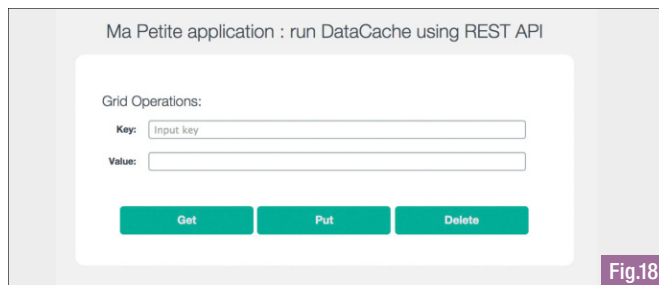 Ma Petite application : run DataCache using REST API
Grid Operations:
Key: Input key
Value:
Get Put Delete
Fig.18